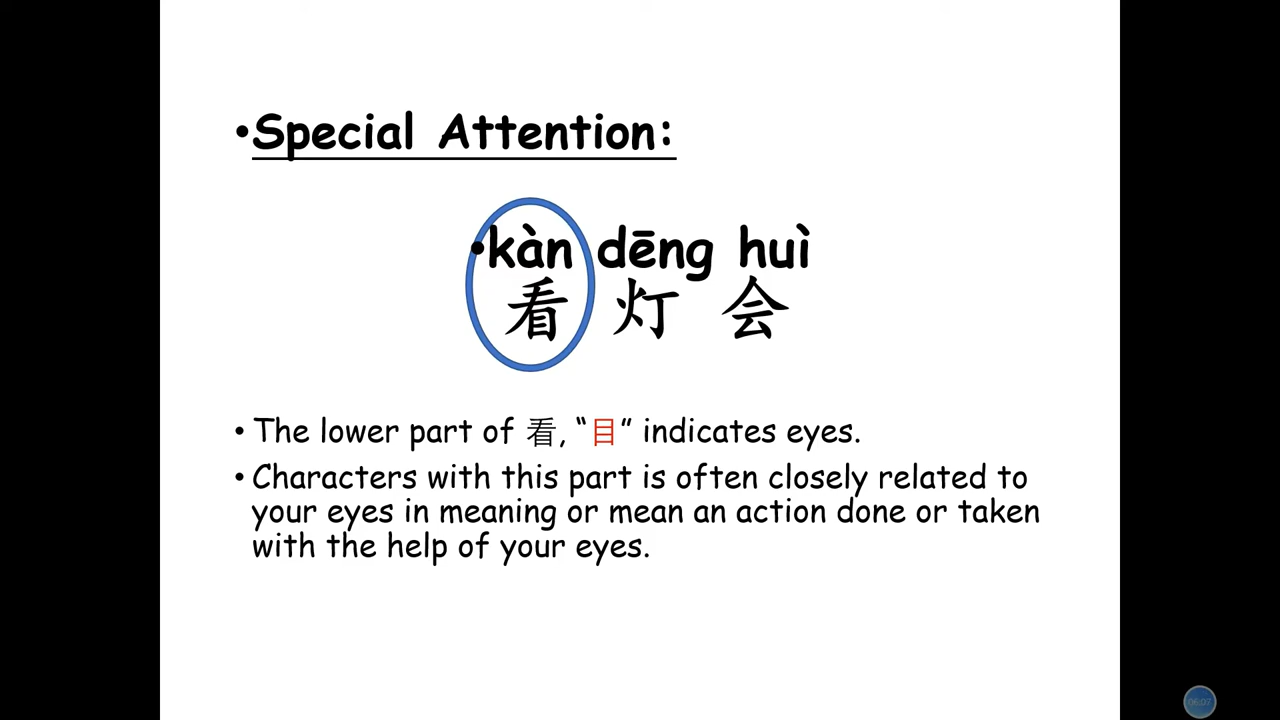 •Special Attention:
•kàn dēng huì
看 灯 会
• The lower part of 看, “目” indicates eyes.
• Characters with this part is often closely related to
your eyes in meaning or mean an action done or taken
with the help of your eyes.
06:07